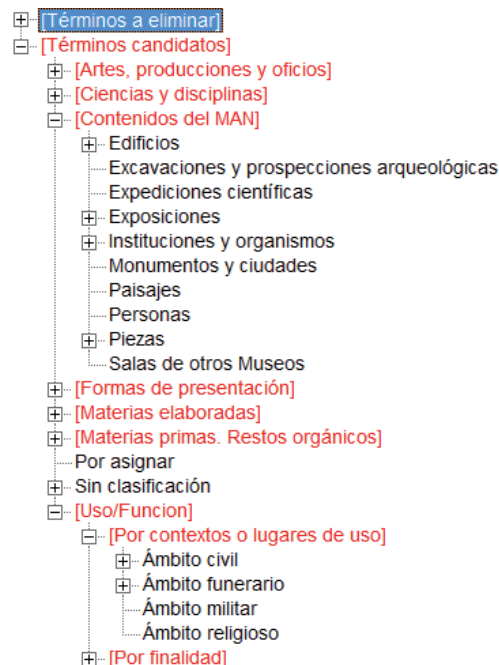 [Términos a eliminar]
[Términos candidatos]
[Artes, producciones y oficios]
[Ciencias y disciplinas]
[Contenidos del MAN]
Edificios
Excavaciones y prospecciones arqueológicas
Expediciones científicas
Exposiciones
Instituciones y organismos
Monumentos y ciudades
Paisajes
Personas
Piezas
Salas de otros Museos
[Formas de presentación]
[Materias elaboradas]
[Materias primas. Restos orgánicos]
Por asignar
Sin clasificación
[Uso/Funcion]
[Por contextos o lugares de uso]
Ámbito civil
Ámbito funerario
Ámbito militar
Ámbito religioso
[Por finalidad]